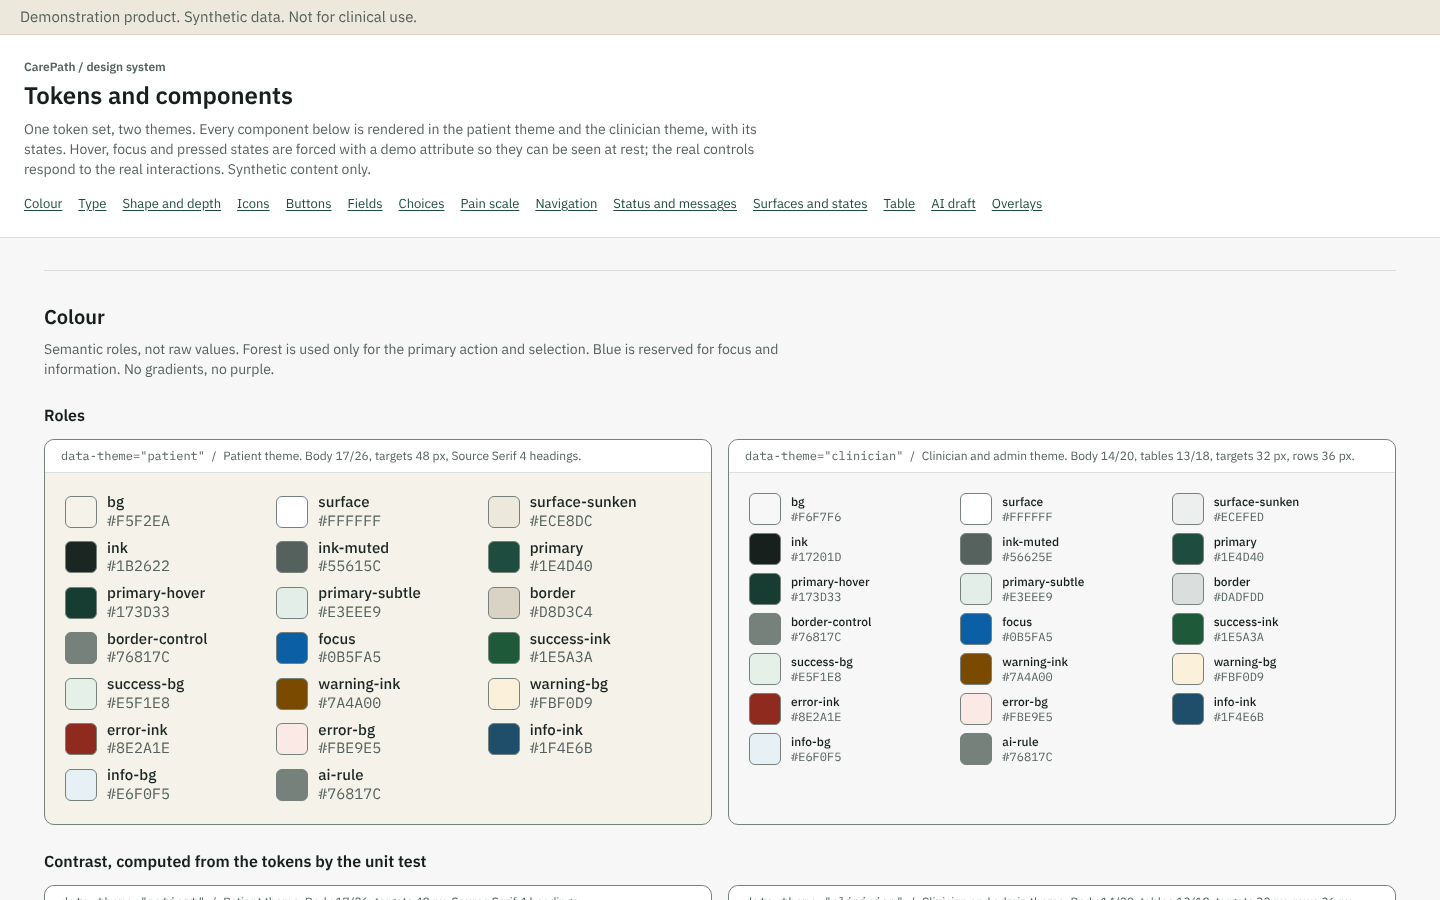 Demonstration product. Synthetic data. Not for clinical use.
CarePath / design system
Tokens and components
One token set, two themes. Every component below is rendered in the patient theme and the clinician theme, with its
states. Hover, focus and pressed states are forced with a demo attribute so they can be seen at rest; the real controls
respond to the real interactions. Synthetic content only.
Colour Type Shape and depth Icons Buttons Fields Choices Pain scale Navigation Status and messages Surfaces and states Table AI draft Overlays
Colour
Semantic roles, not raw values. Forest is used only for the primary action and selection. Blue is reserved for focus and
information. No gradients, no purple.
Roles
data-theme="patient" / Patient theme. Body 17/26, targets 48 px, Source Serif 4 headings.
bg surface surface-sunken
#F5F2EA #FFFFFF #ECE8DC
ink ink-muted primary
#1B2622 #55615C #1E4D40
primary-hover primary-subtle border
#173D33 #E3EEE9 #D8D3C4
border-control focus success-ink
#76817C #0B5FA5 #1E5A3A
success-bg warning-ink warning-bg
#E5F1E8 #7A4A00 #FBF0D9
error-ink error-bg info-ink
#8E2A1E #FBE9E5 #1F4E6B
info-bg ai-rule
#E6F0F5 #76817C
data-theme="clinician" / Clinician and admin theme. Body 14/20, tables 13/18, targets 32 px, rows 36 px.
bg surface surface-sunken
#F6F7F6 #FFFFFF #ECEFED
ink ink-muted primary
#17201D #56625E #1E4D40
primary-hover primary-subtle border
#173D33 #E3EEE9 #DADFDD
border-control focus success-ink
#76817C #0B5FA5 #1E5A3A
success-bg warning-ink warning-bg
#E5F1E8 #7A4A00 #FBF0D9
error-ink error-bg info-ink
#8E2A1E #FBE9E5 #1F4E6B
info-bg ai-rule
#E6F0F5 #76817C
Contrast, computed from the tokens by the unit test